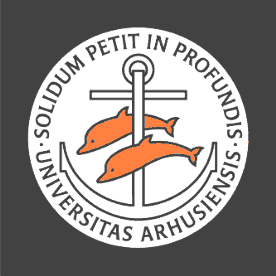 SOLIDUM PETIT IN PROFUNDIS
· UNIVERSITAS ARHUSIENSIS ·